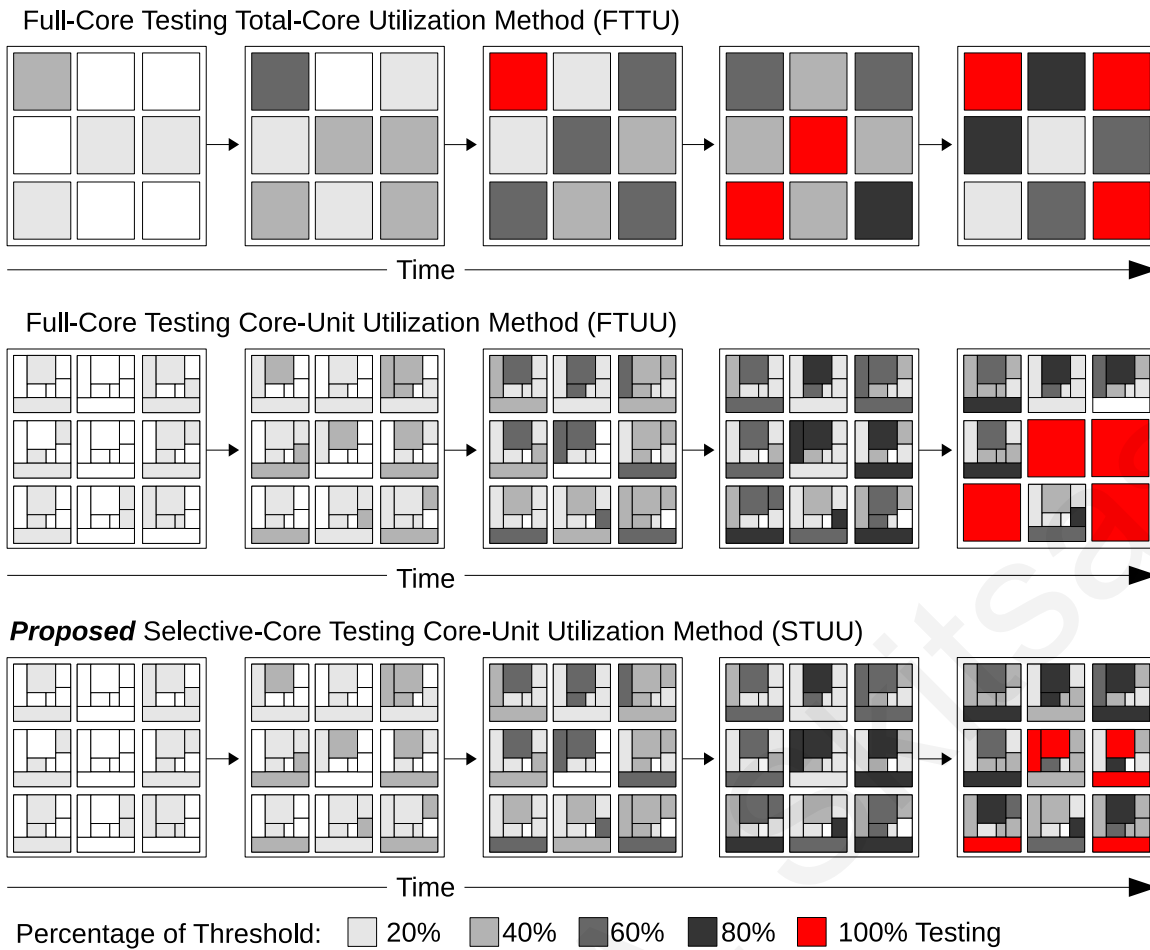 Full-Core Testing Total-Core Utilization Method (FTTU)
Time
Full-Core Testing Core-Unit Utilization Method (FTUU)
Time
Proposed Selective-Core Testing Core-Unit Utilization Method (STUU)
Time
Percentage of Threshold: 20% 40% 60% 80% 100% Testing